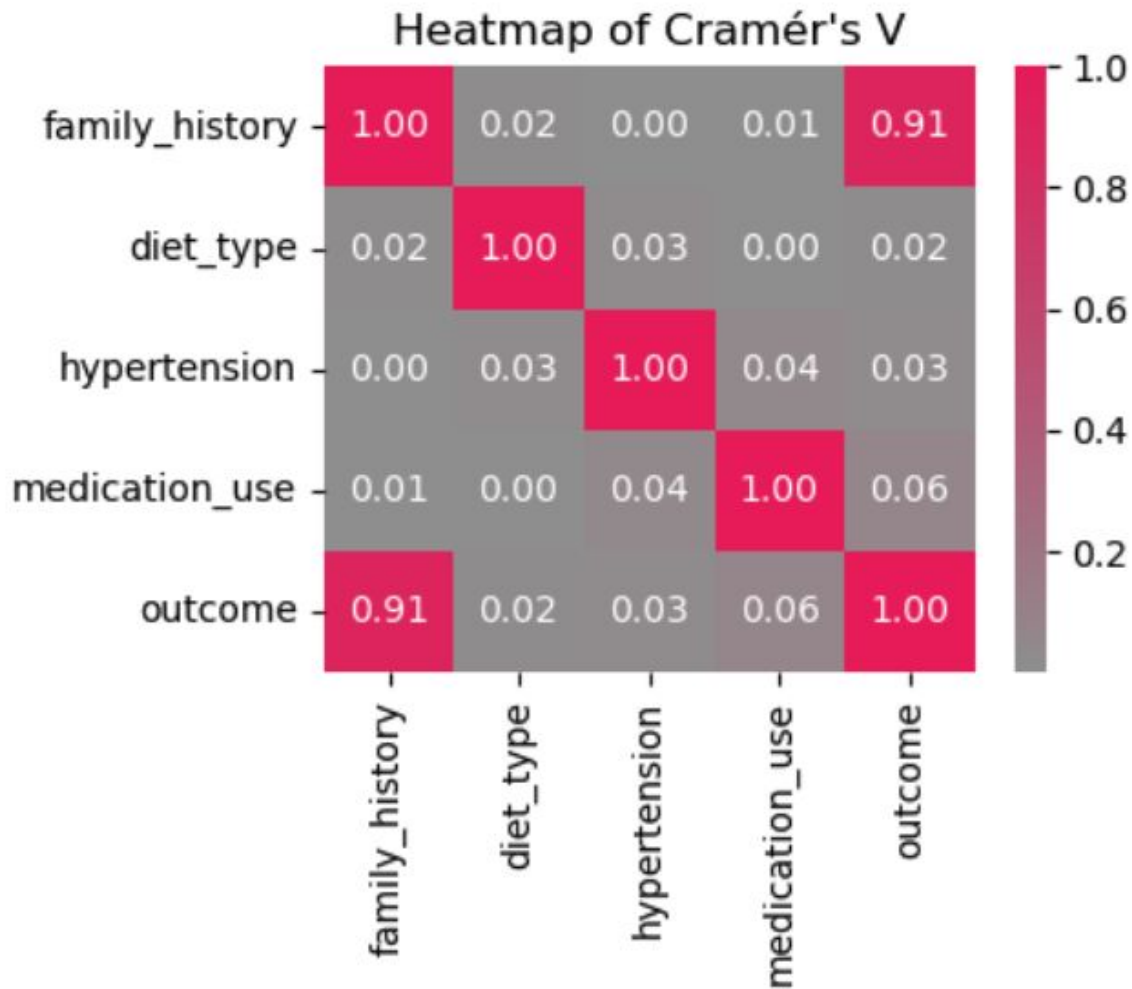 Heatmap of Cramér's V
family_history 1.00 0.02 0.00 0.01 0.91
diet_type 0.02 1.00 0.03 0.00 0.02
hypertension 0.00 0.03 1.00 0.04 0.03
medication_use 0.01 0.00 0.04 1.00 0.06
outcome 0.91 0.02 0.03 0.06 1.00
family_history
diet_type
hypertension
medication_use
outcome
1.0
0.8
0.6
0.4
0.2